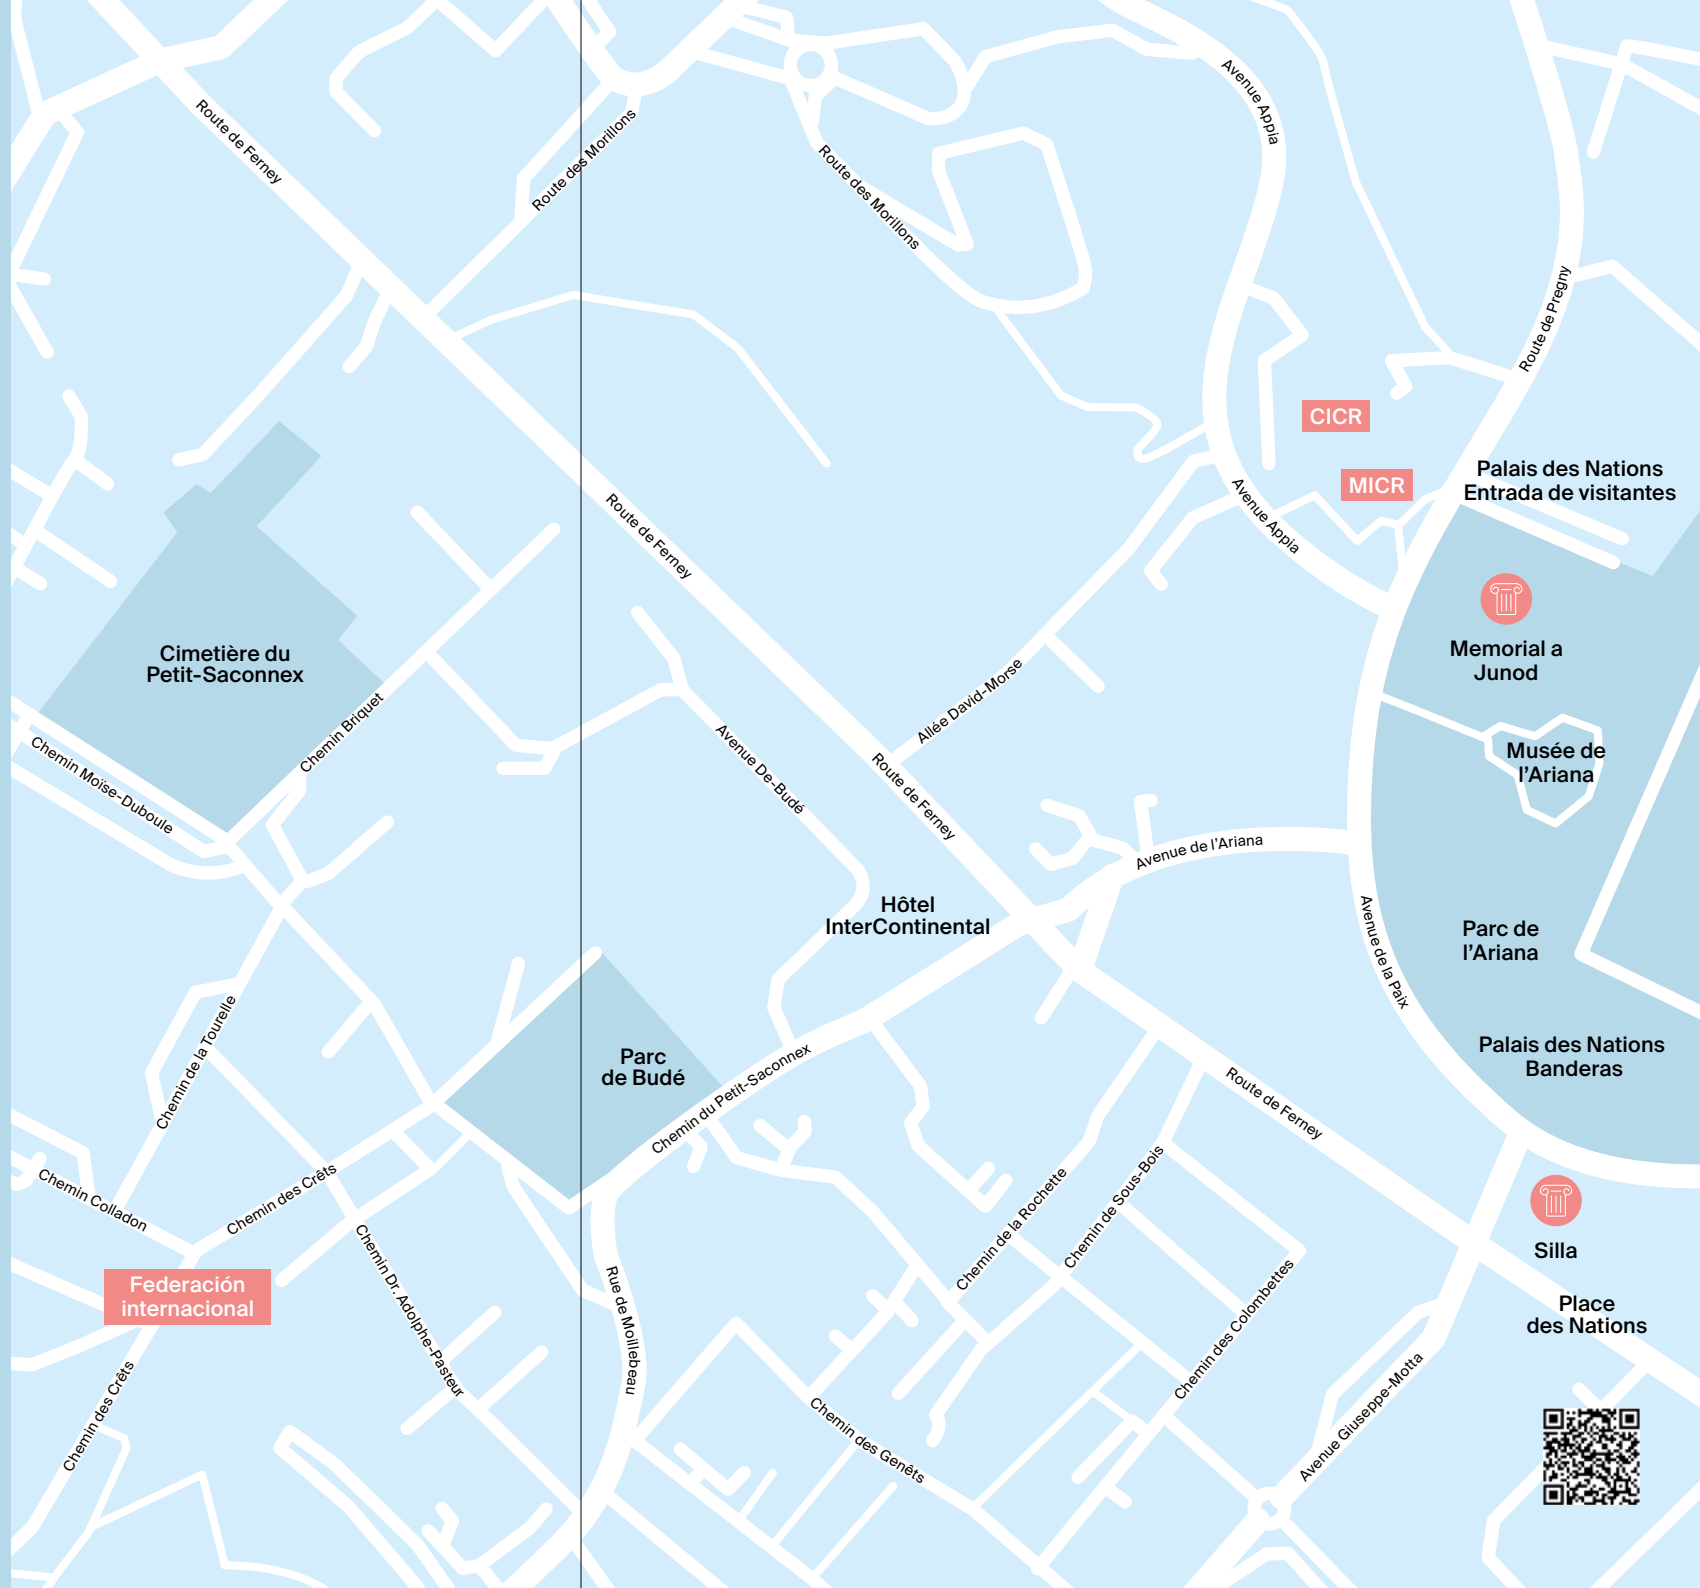 Avenue Appia
Route de Ferney
Route des Morillons
Route des Morillons
Route de Pregny
CICR
MICR
Palais des Nations
Entrada de visitantes
Route de Ferney
Avenue Appia
Memorial a
Junod
Cimetière du
Petit-Saconnex
Allée David-Morse
Chemin Briquet
Avenue De-Budé
Musée de
l'Ariana
Chemin Moïse-Duboule
Route de Ferney
Avenue de l'Ariana
Hôtel
InterContinental
Avenue de la Paix
Parc de
l'Ariana
Chemin de la Tourelle
Parc
de Budé
Chemin du Petit-Saconnex
Palais des Nations
Banderas
Route de Ferney
Chemin Colladon
Chemin des Crêts
Chemin de la Rochette
Chemin de Sous-Bois
Silla
Federación
internacional
Chemin Dr. Adolphe-Pasteur
Rue de Moillebeau
Chemin des Colombettes
Place
des Nations
Chemin des Crêts
Chemin des Genêts
Avenue Giuseppe-Motta